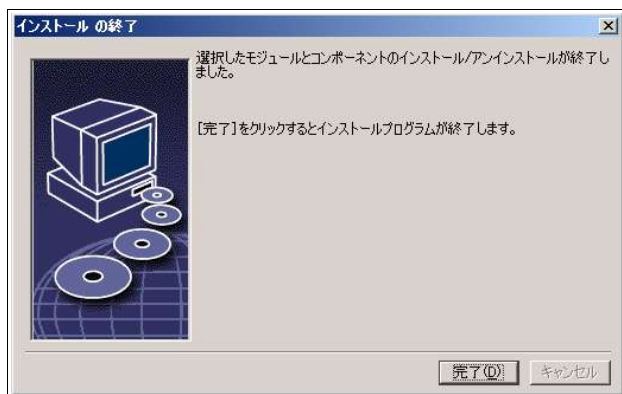 インストール の終了
選択したモジュールとコンポーネントのインストール/アンインストールが終了し
ました。
[完了]をクリックするとインストールプログラムが終了します。
完了(D)
キャンセル